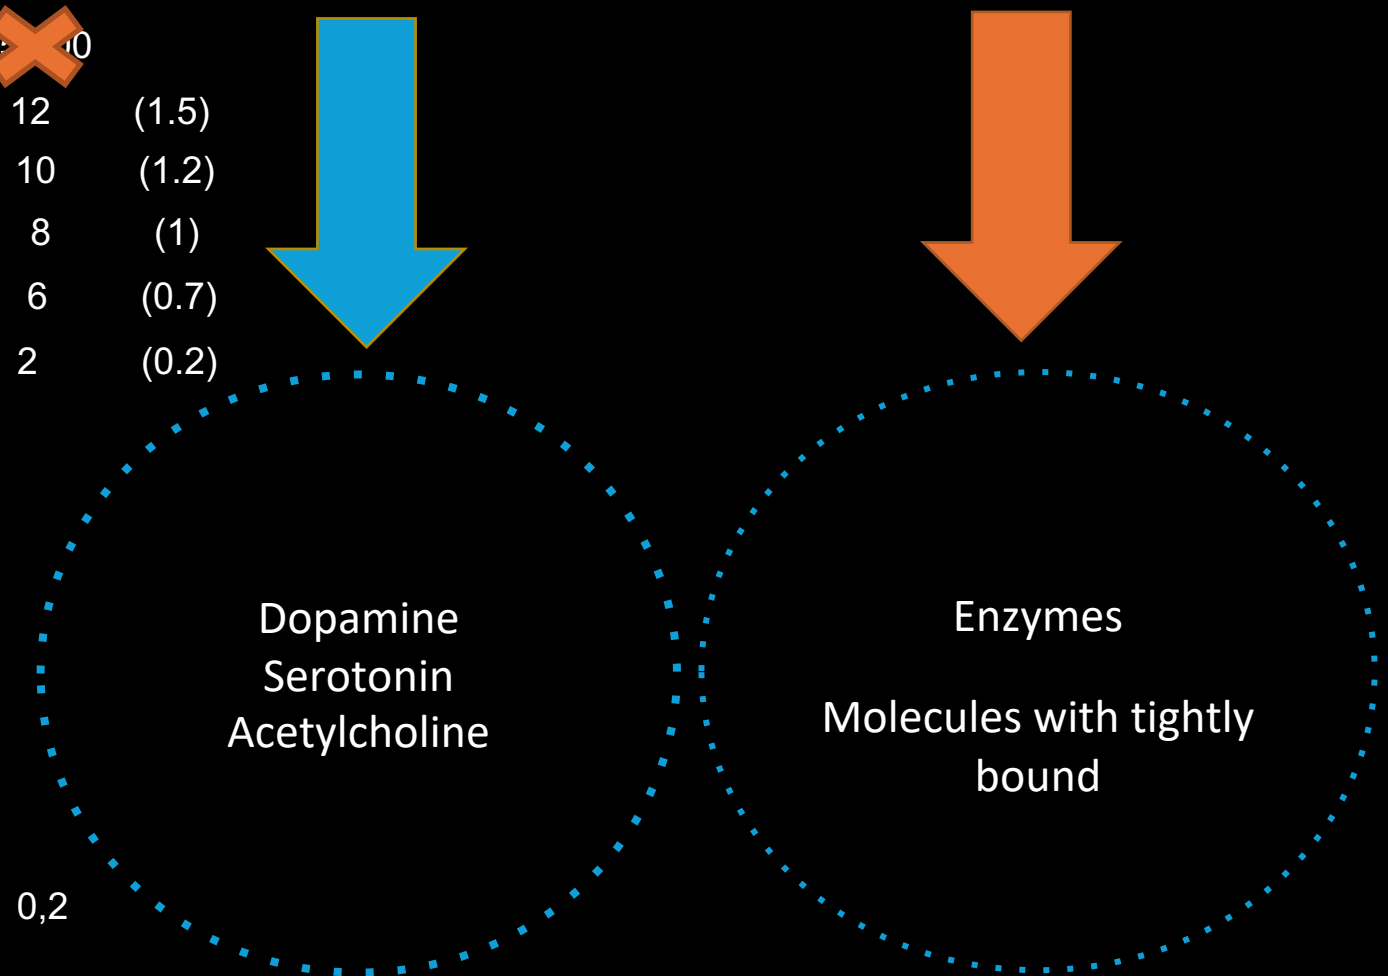 12 (1.5)
10 (1.2)
8 (1)
6 (0.7)
2 (0.2)
Dopamine
Serotonin
Acetylcholine
Enzymes
Molecules with tightly
bound
0,2